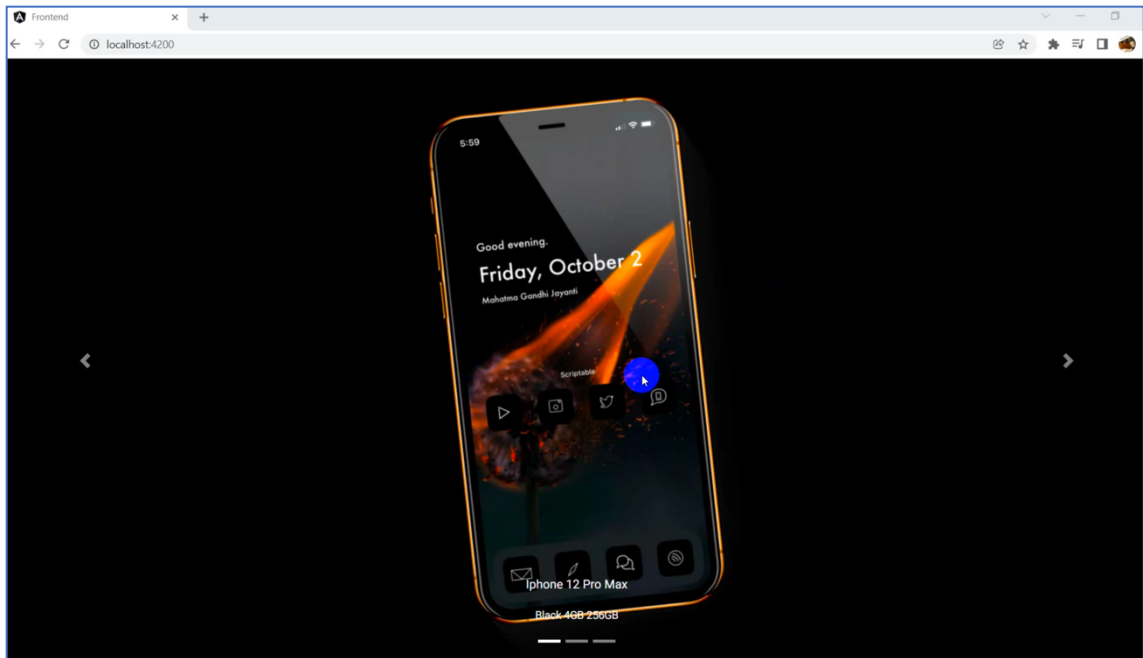 Frontend
localhost:4200
5:59
Good evening.
Friday, October 2
Mahatma Gandhi Jayanti
Scriptable
Iphone 12 Pro Max
Black 4GB 256GB